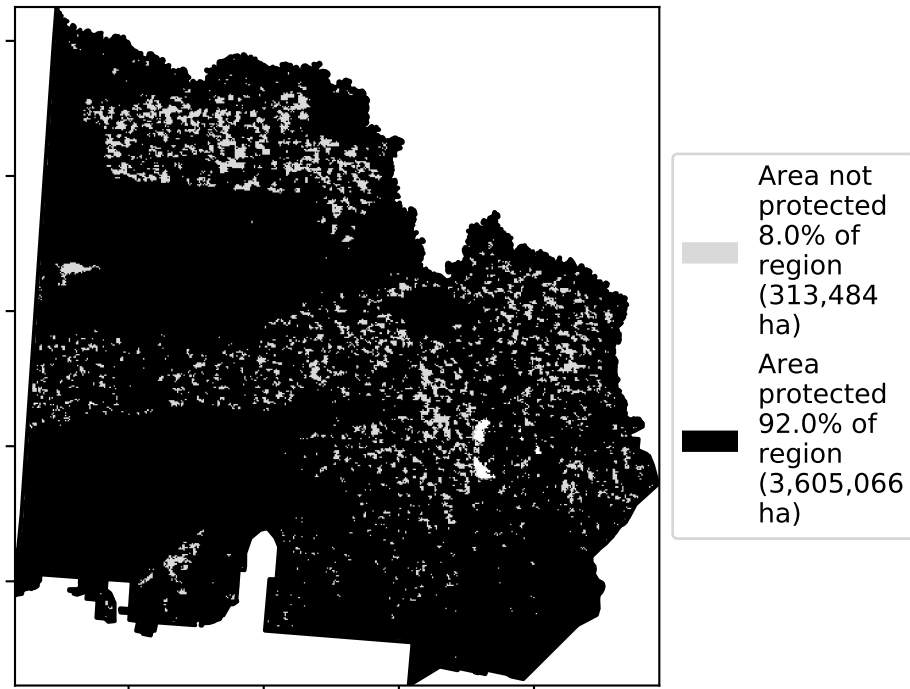 Area not
protected
8.0% of
region
(313,484
ha)
Area
protected
92.0% of
region
(3,605,066
ha)